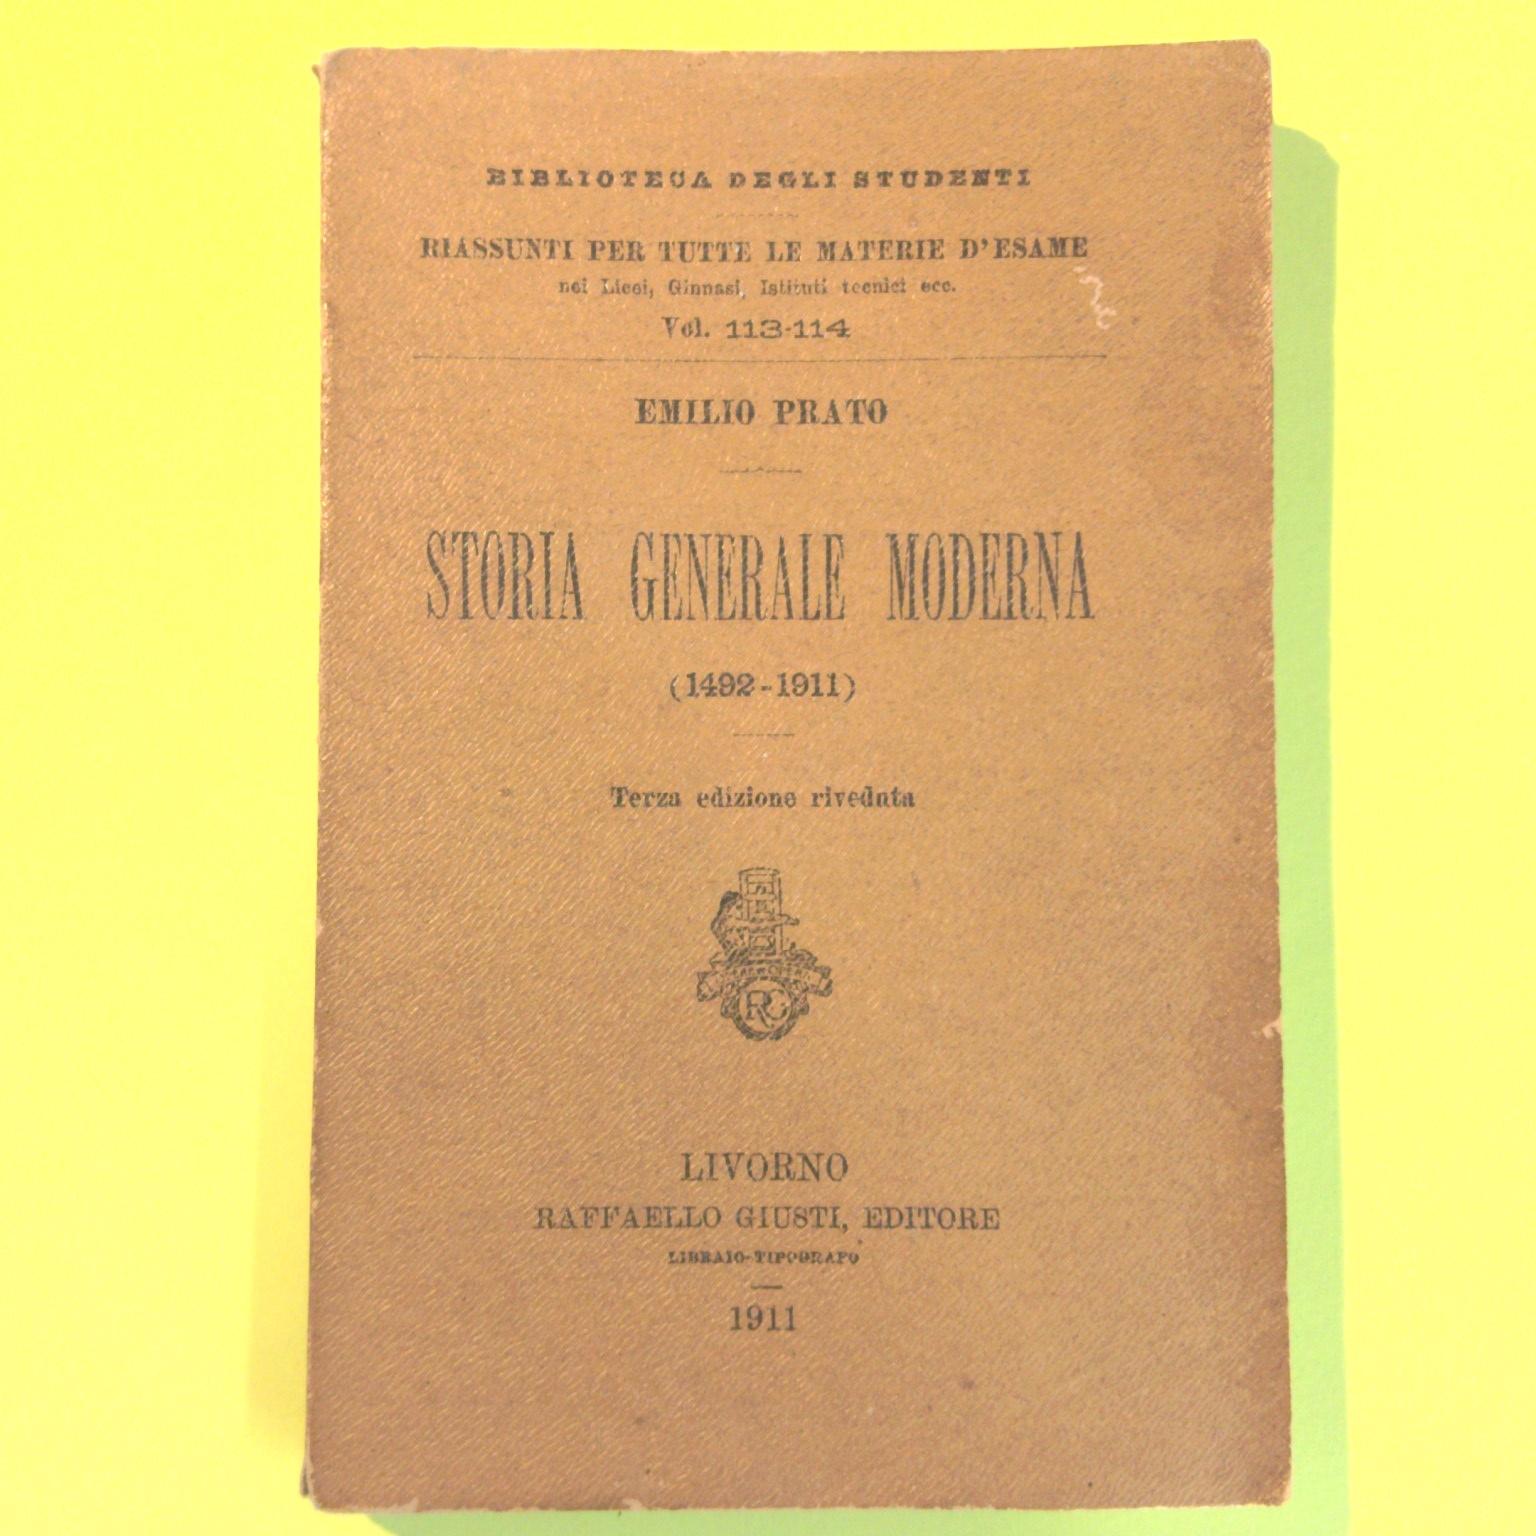 BIBLIOTECA DEGLI STUDENTI
RIASSUNTI PER TUTTE LE MATERIE D'ESAME
nei Licei, Ginnasi, Istituti tecnici ecc.
Vol. 113-114
EMILIO PRATO
STORIA GENERALE MODERNA
(1492-1911)
Terza edizione riveduta
RG
LIVORNO
RAFFAELLO GIUSTI, EDITORE
LIBRAIO-TIPOGRAFO
1911